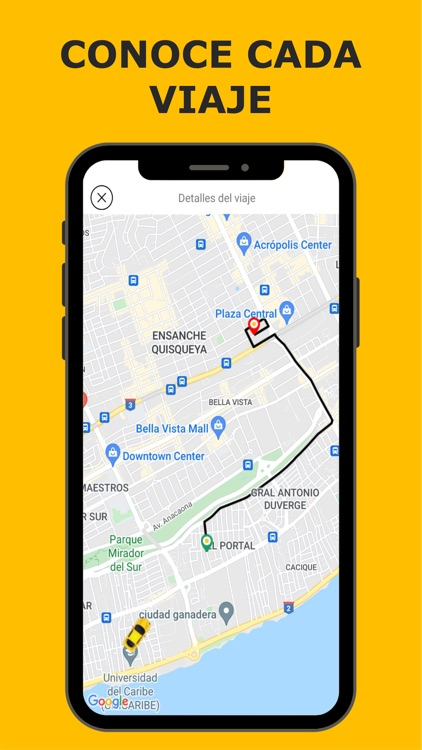 CONOCE CADA
VIAJE
Detalles del viaje
Acrópolis Center
Plaza Central
ENSANCHE
QUISQUEYA
BELLA VISTA
3
Bella Vista Mall
Downtown Center
MAESTROS
GRAL ANTONIO
DUVERGE
R SUR
Av. Anacaona
Parque
Mirador
del Sur
EL PORTAL
CACIQUE
AR
ciudad ganadera
2
Universidad
del Caribe
(UNICARIBE)
Google